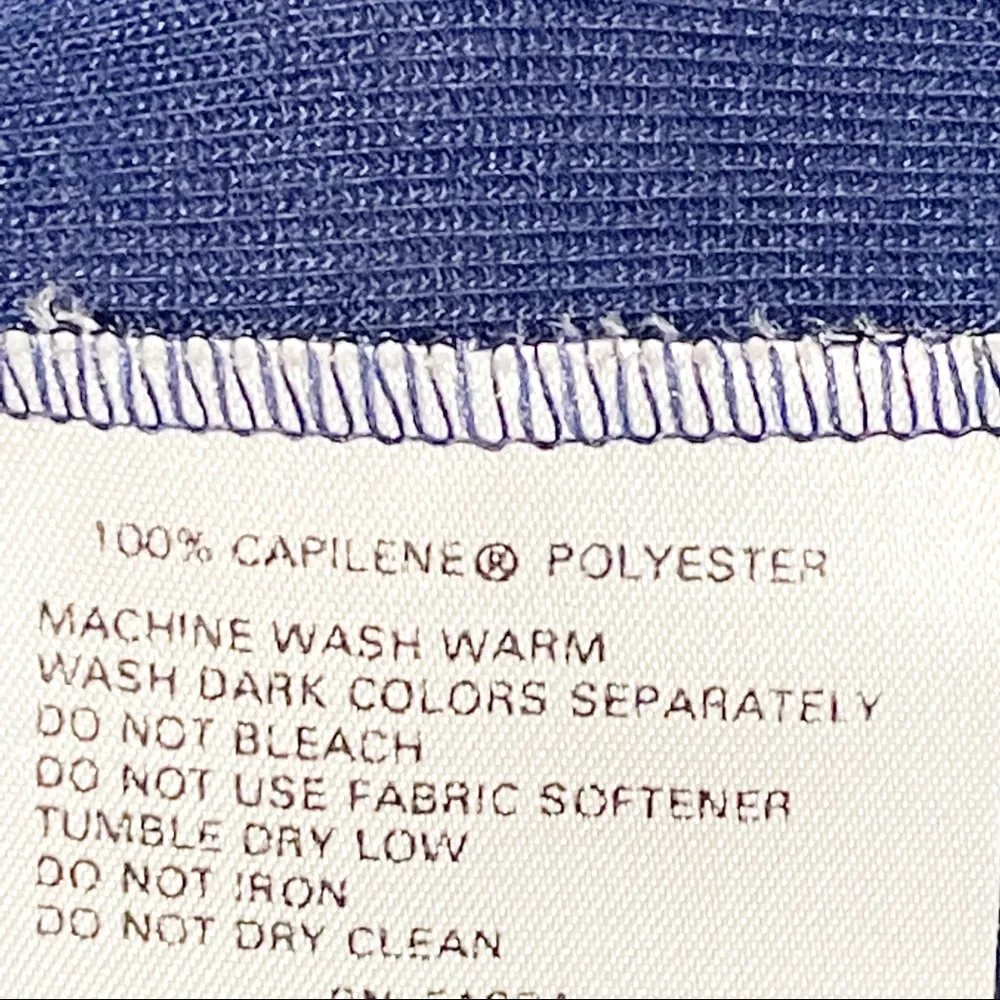 100% CAPILENE® POLYESTER
MACHINE WASH WARM
WASH DARK COLORS SEPARATELY
DO NOT BLEACH
DO NOT USE FABRIC SOFTENER
TUMBLE DRY LOW
DO NOT IRON
DO NOT DRY CLEAN